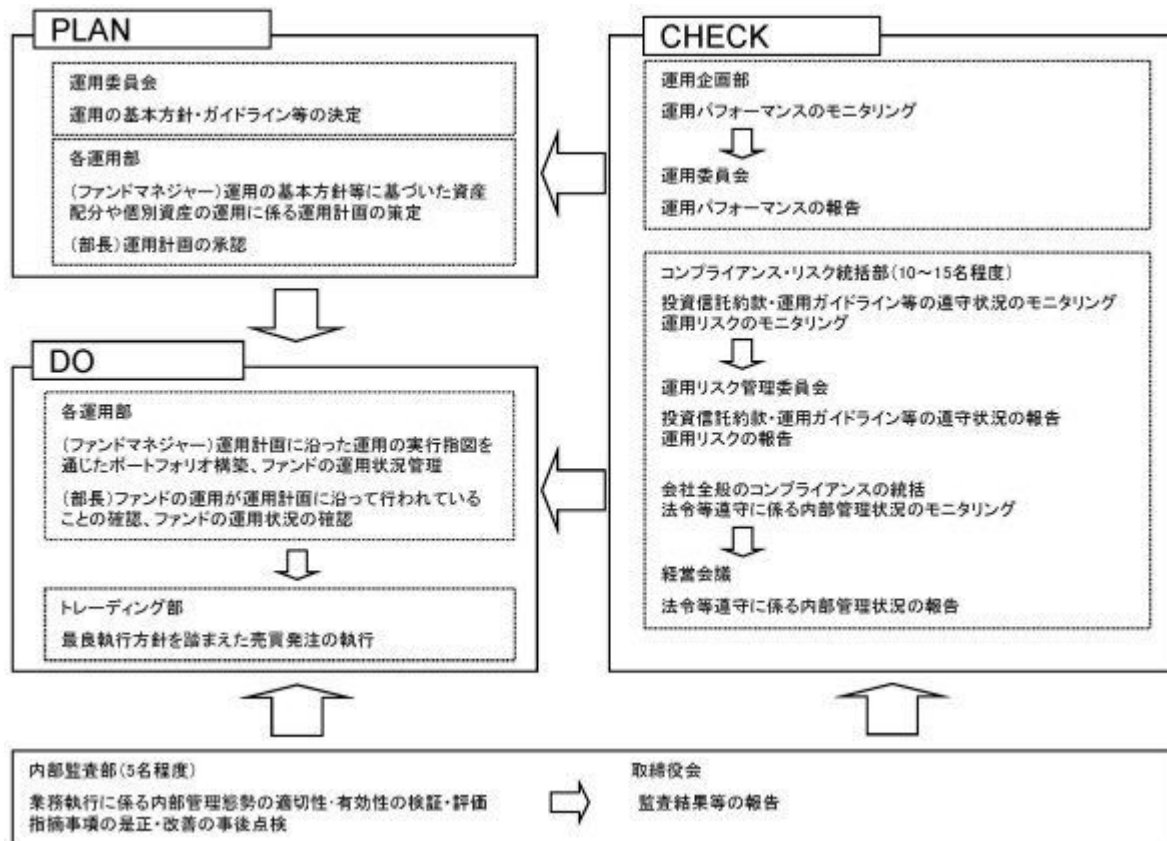 PLAN
運用委員会
運用の基本方針・ガイドライン等の決定
各運用部
(ファンドマネジャー)運用の基本方針等に基づいた資産
配分や個別資産の運用に係る運用計画の策定
(部長)運用計画の承認
DO
各運用部
(ファンドマネジャー)運用計画に沿った運用の実行指図を
通じたポートフォリオ構築、ファンドの運用状況管理
(部長)ファンドの運用が運用計画に沿って行われている
ことの確認、ファンドの運用状況の確認
トレーディング部
最良執行方針を踏まえた売買発注の執行
CHECK
運用企画部
運用パフォーマンスのモニタリング
運用委員会
運用パフォーマンスの報告
コンプライアンス・リスク統括部(10～15名程度)
投資信託約款・運用ガイドライン等の遵守状況のモニタリング
運用リスクのモニタリング
運用リスク管理委員会
投資信託約款・運用ガイドライン等の遵守状況の報告
運用リスクの報告
会社全般のコンプライアンスの統括
法令等遵守に係る内部管理状況のモニタリング
経営会議
法令等遵守に係る内部管理状況の報告
内部監査部(5名程度)
業務執行に係る内部管理態勢の適切性・有効性の検証・評価
指摘事項の是正・改善の事後点検
取締役会
監査結果等の報告